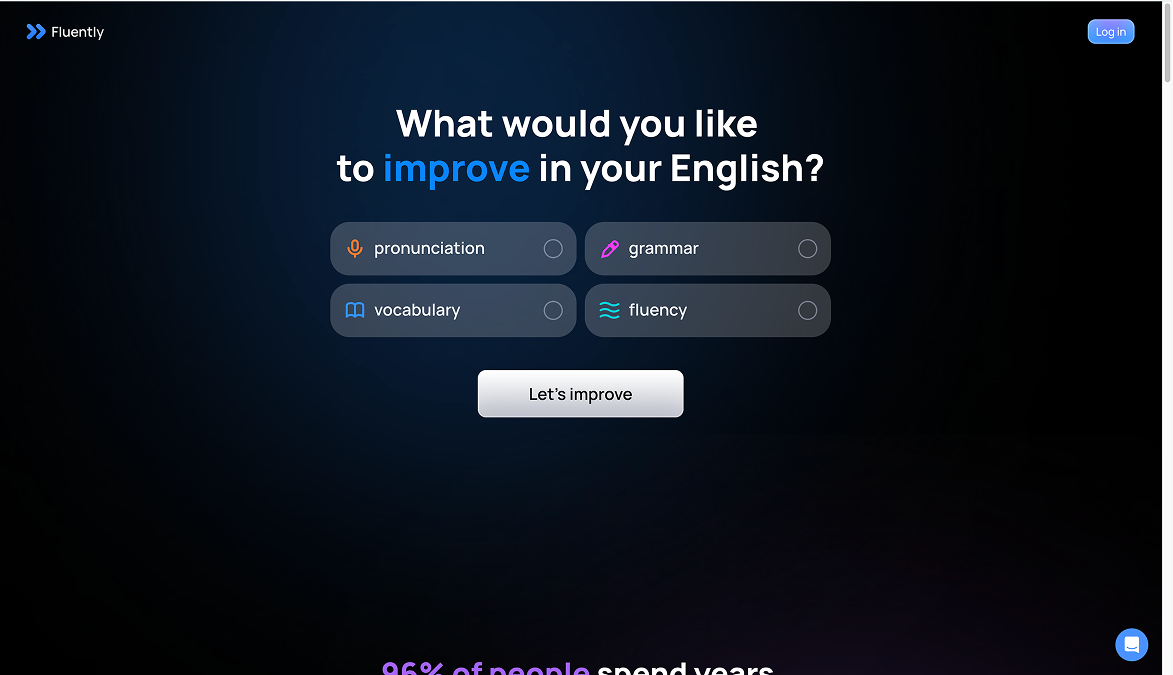 Fluently
Log in
What would you like
to improve in your English?
pronunciation
grammar
vocabulary
fluency
Let's improve
96% of people spend years